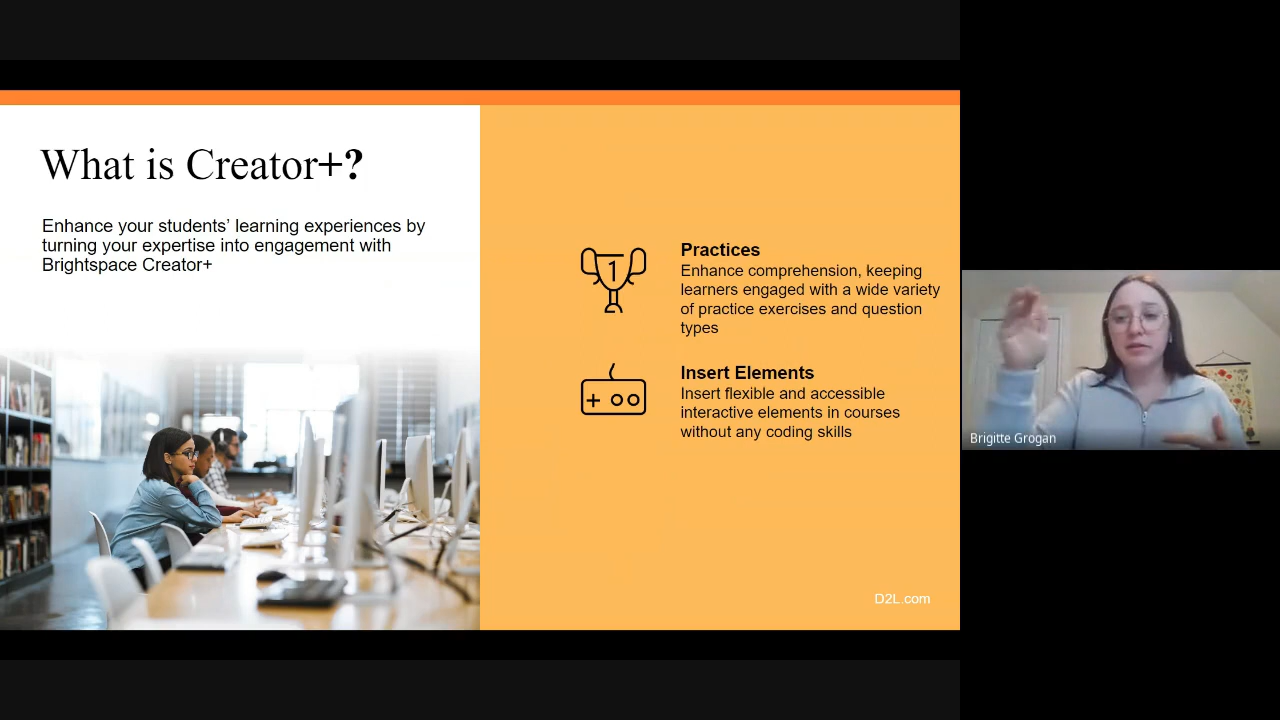 What is Creator+?
Enhance your students’ learning experiences by
turning your expertise into engagement with
Brightspace Creator+
1
Practices
Enhance comprehension, keeping
learners engaged with a wide variety
of practice exercises and question
types
Insert Elements
Insert flexible and accessible
interactive elements in courses
without any coding skills
D2L.com
Brigitte Grogan